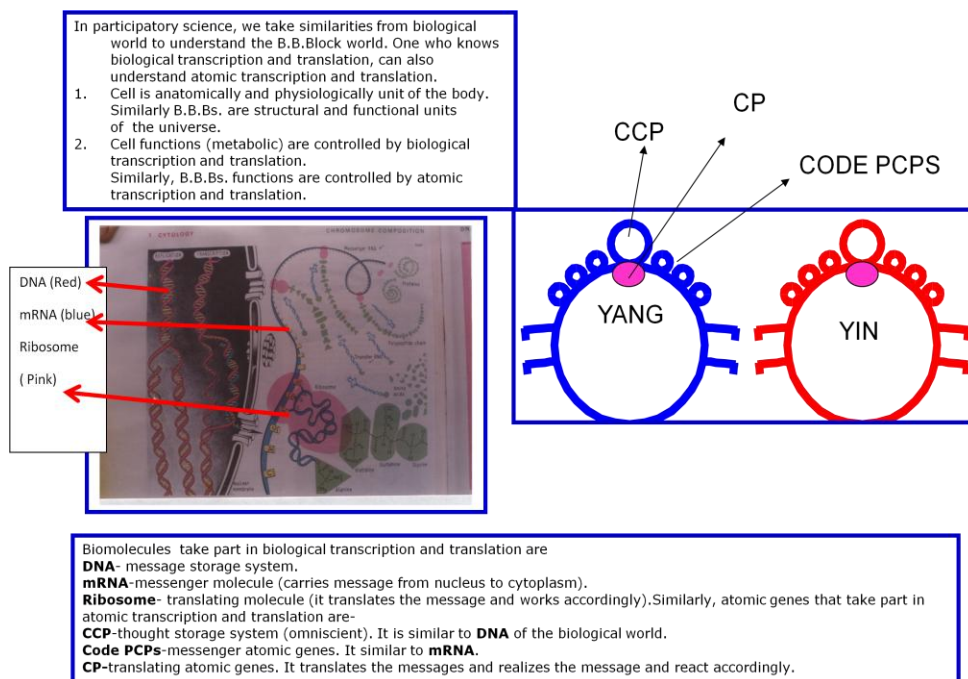 In participatory science, we take similarities from biological
world to understand the B.B.Block world. One who knows
biological transcription and translation, can also
understand atomic transcription and translation.
1. Cell is anatomically and physiologically unit of the body.
Similarly B.B.Bs. are structural and functional units
of the universe.
2. Cell functions (metabolic) are controlled by biological
transcription and translation.
Similarly, B.B.Bs. functions are controlled by atomic
transcription and translation.
CP
CCP
CODE PCPS
YANG
YIN
CYTOLOGY
CHROMOSOME COMPOSITION
DNA (Red)
mRNA (blue)
Ribosome
( Pink)
Biomolecules take part in biological transcription and translation are
DNA- message storage system.
mRNA-messenger molecule (carries message from nucleus to cytoplasm).
Ribosome- translating molecule (it translates the message and works accordingly).Similarly, atomic genes that take part in
atomic transcription and translation are-
CCP-thought storage system (omniscient). It is similar to DNA of the biological world.
Code PCPs-messenger atomic genes. It similar to mRNA.
CP-translating atomic genes. It translates the messages and realizes the message and react accordingly.